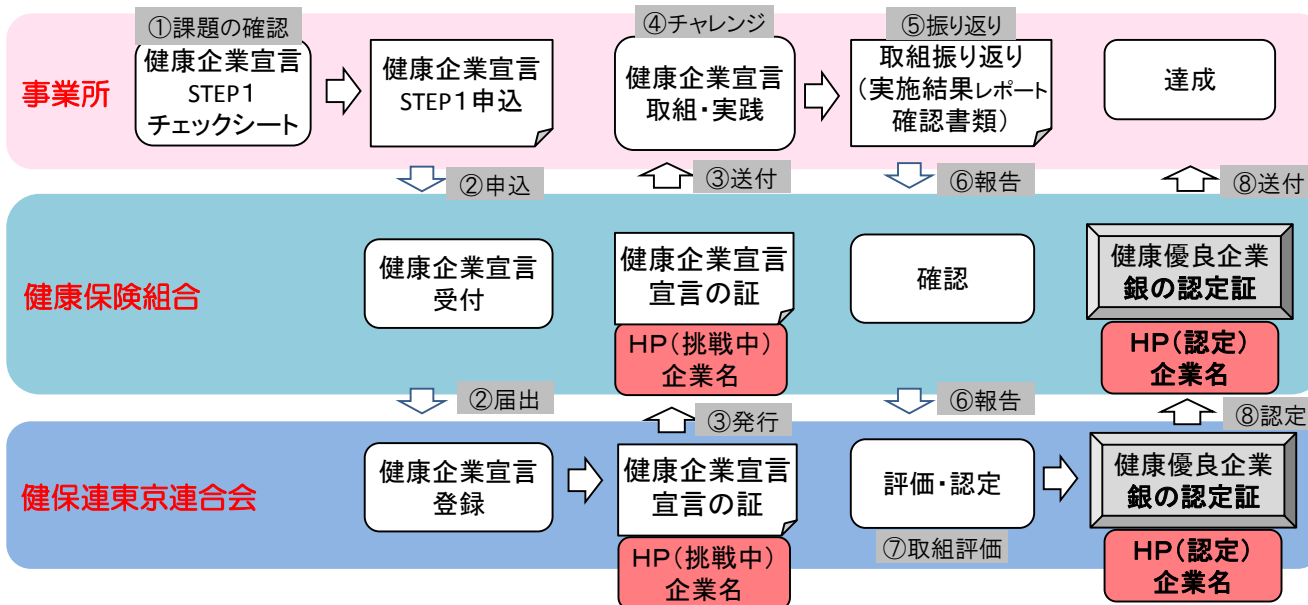 ①課題の確認
健康企業宣言
STEP1
チェックシート
健康企業宣言
STEP1申込
④チャレンジ
健康企業宣言
取組・実践
⑤振り返り
取組振り返り
(実施結果レポート
確認書類)
達成
事業所
②申込
③送付
⑥報告
⑧送付
健康保険組合
健康企業宣言
受付
健康企業宣言
宣言の証
HP(挑戦中)
企業名
確認
健康優良企業
銀の認定証
HP(認定)
企業名
②届出
③発行
⑥報告
⑧認定
健保連東京連合会
健康企業宣言
登録
健康企業宣言
宣言の証
HP(挑戦中)
企業名
評価・認定
⑦取組評価
健康優良企業
銀の認定証
HP(認定)
企業名